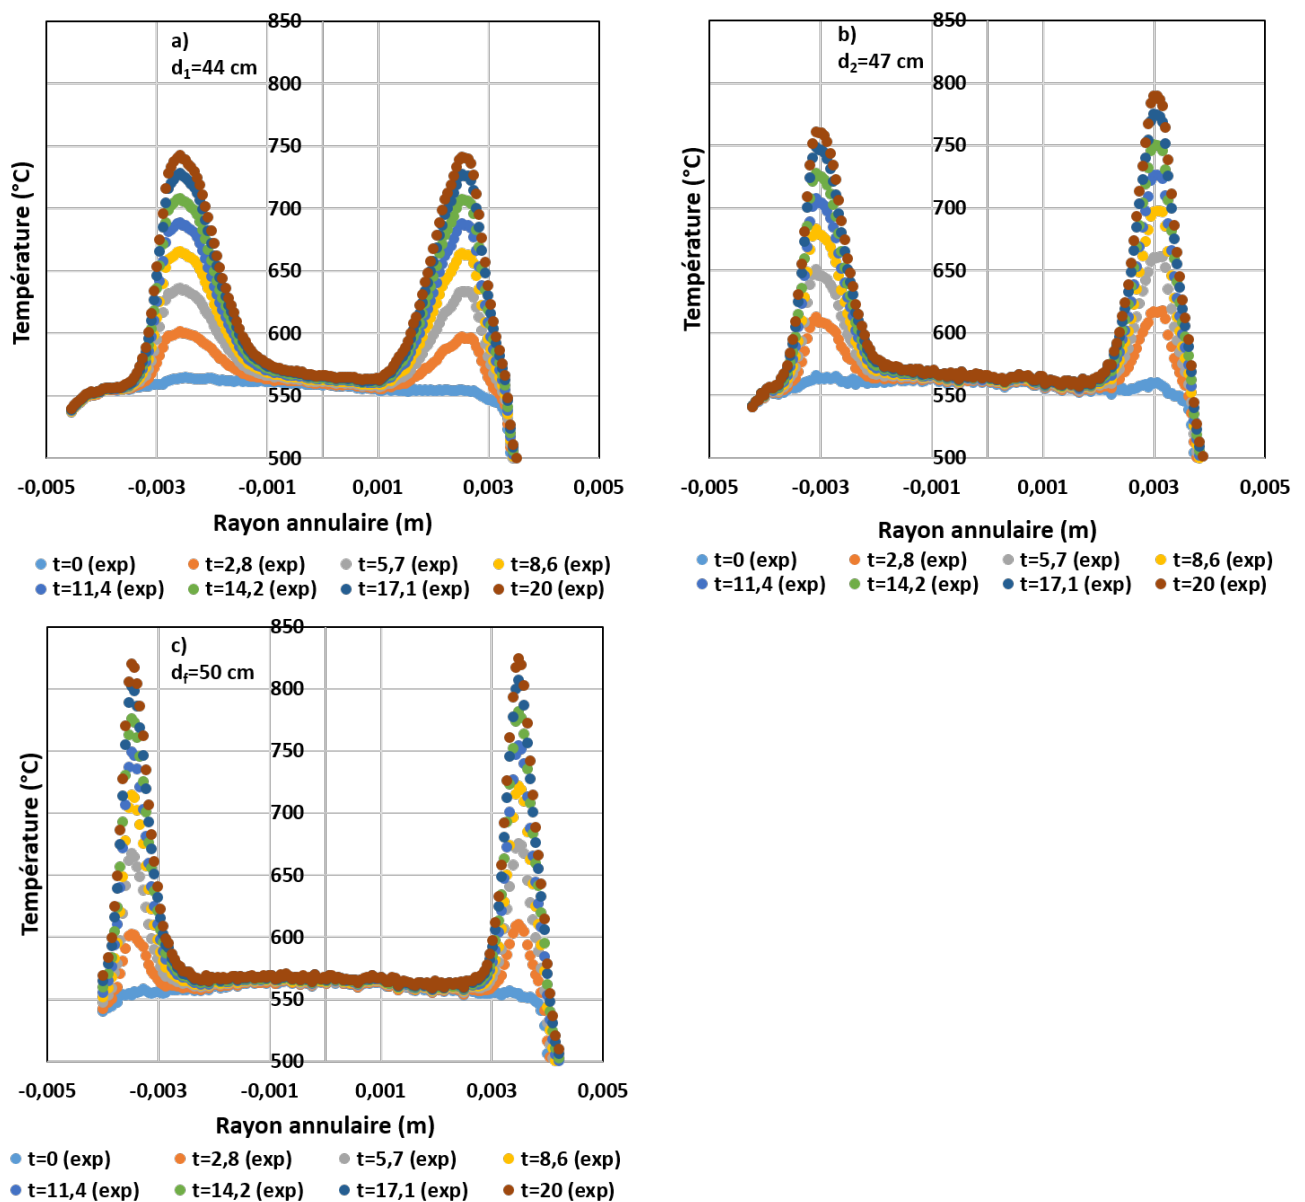 a)
d₁=44 cm
850
800
750
700
650
600
550
500
Température (°C)
-0,005 -0,003 -0,001 0,001 0,003 0,005
Rayon annulaire (m)
t=0 (exp) t=2,8 (exp) t=5,7 (exp) t=8,6 (exp)
t=11,4 (exp) t=14,2 (exp) t=17,1 (exp) t=20 (exp)
b)
d₂=47 cm
850
800
750
700
650
600
550
500
Température (°C)
-0,005 -0,003 -0,001 0,001 0,003 0,005
Rayon annulaire (m)
t=0 (exp) t=2,8 (exp) t=5,7 (exp) t=8,6 (exp)
t=11,4 (exp) t=14,2 (exp) t=17,1 (exp) t=20 (exp)
c)
d_f=50 cm
850
800
750
700
650
600
550
500
Température (°C)
-0,005 -0,003 -0,001 0,001 0,003 0,005
Rayon annulaire (m)
t=0 (exp) t=2,8 (exp) t=5,7 (exp) t=8,6 (exp)
t=11,4 (exp) t=14,2 (exp) t=17,1 (exp) t=20 (exp)